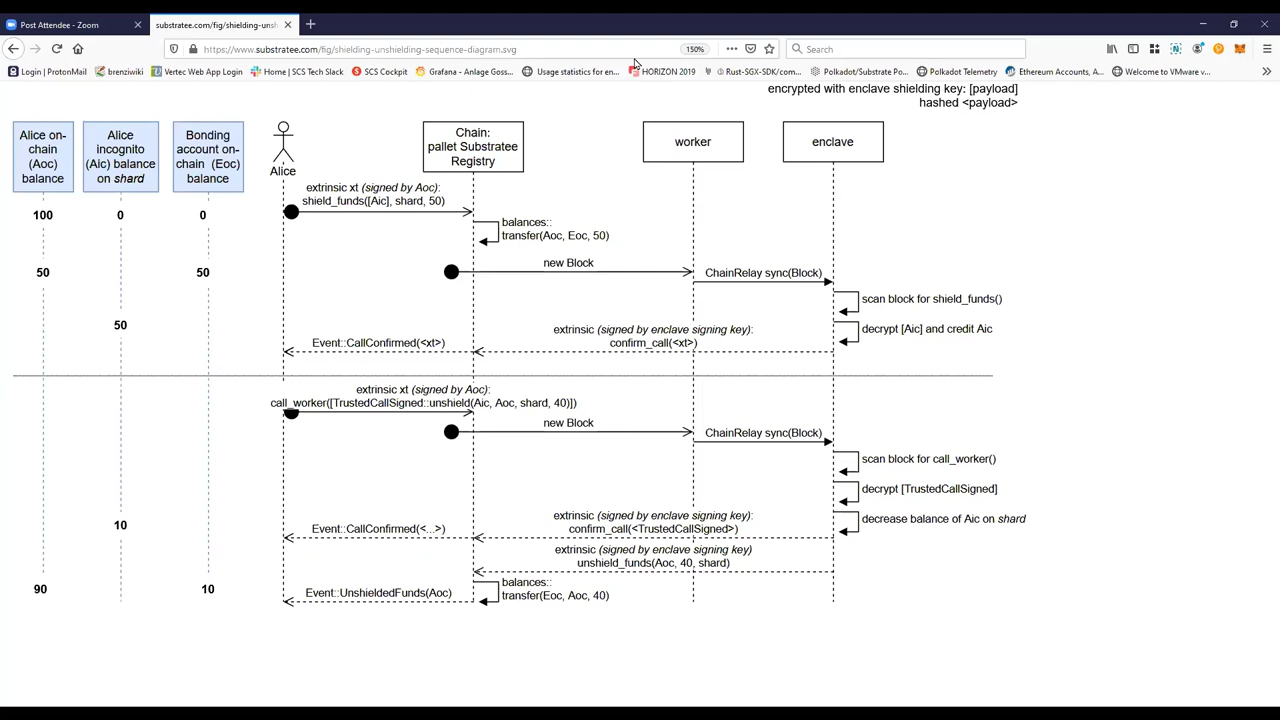 Post Attendee - Zoom
substratee.com/fig/shielding-unsh
https://www.substratee.com/fig/shielding-unshielding-sequence-diagram.svg
150%
Search
Login | ProtonMail
brenziwiki
Vertec Web App Login
Home | SCS Tech Slack
SCS Cockpit
Grafana - Anlage Goss...
Usage statistics for en...
HORIZON 2019
Rust-SGX-SDK/com...
Polkadot/Substrate Po...
Polkadot Telemetry
Ethereum Accounts, A...
Welcome to VMware v...
encrypted with enclave shielding key: [payload]
hashed <payload>
Alice on-
chain
(Aoc)
balance
Alice
incognito
(Aic) balance
on shard
Bonding
account on-
chain (Eoc)
balance
Alice
Chain:
pallet Substratee
Registry
worker
enclave
extrinsic xt (signed by Aoc):
shield_funds([Aic], shard, 50)
100
0
0
balances::
transfer(Aoc, Eoc, 50)
new Block
50
50
ChainRelay sync(Block)
scan block for shield_funds()
50
decrypt [Aic] and credit Aic
extrinsic (signed by enclave signing key):
confirm_call(<xt>)
Event::CallConfirmed(<xt>)
extrinsic xt (signed by Aoc):
call_worker([TrustedCallSigned::unshield(Aic, Aoc, shard, 40)])
new Block
ChainRelay sync(Block)
scan block for call_worker()
decrypt [TrustedCallSigned]
decrease balance of Aic on shard
10
extrinsic (signed by enclave signing key):
confirm_call(<TrustedCallSigned>)
Event::CallConfirmed(<...>)
extrinsic (signed by enclave signing key)
unshield_funds(Aoc, 40, shard)
balances::
transfer(Eoc, Aoc, 40)
90
10
Event::UnshieldedFunds(Aoc)